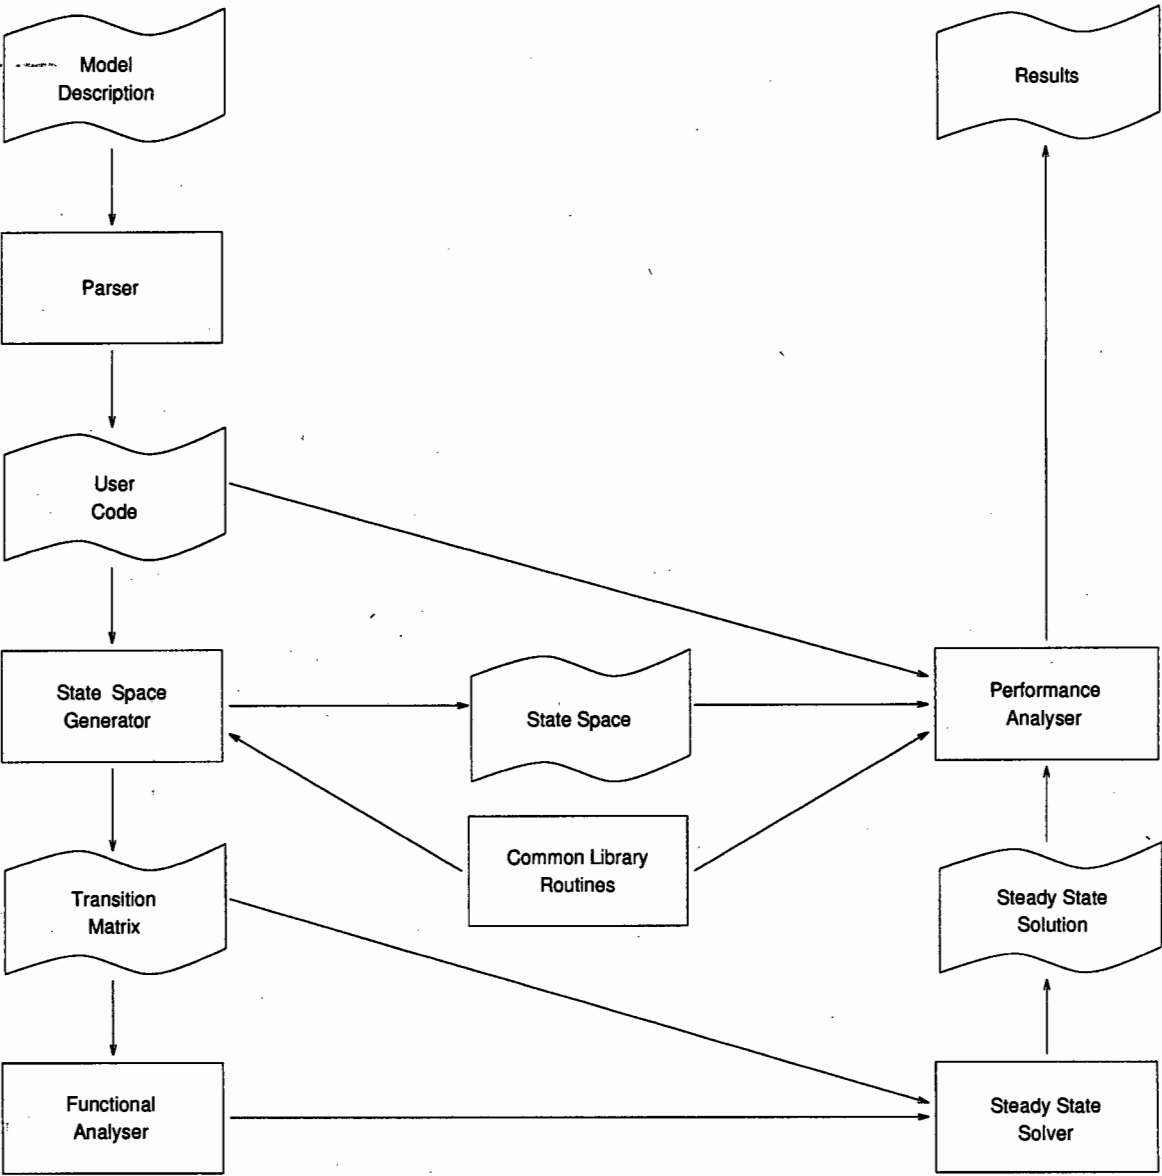 Model
Description
Results
Parser
User
Code
State Space
Generator
State Space
Performance
Analyser
Common Library
Routines
Transition
Matrix
Steady State
Solution
Functional
Analyser
Steady State
Solver